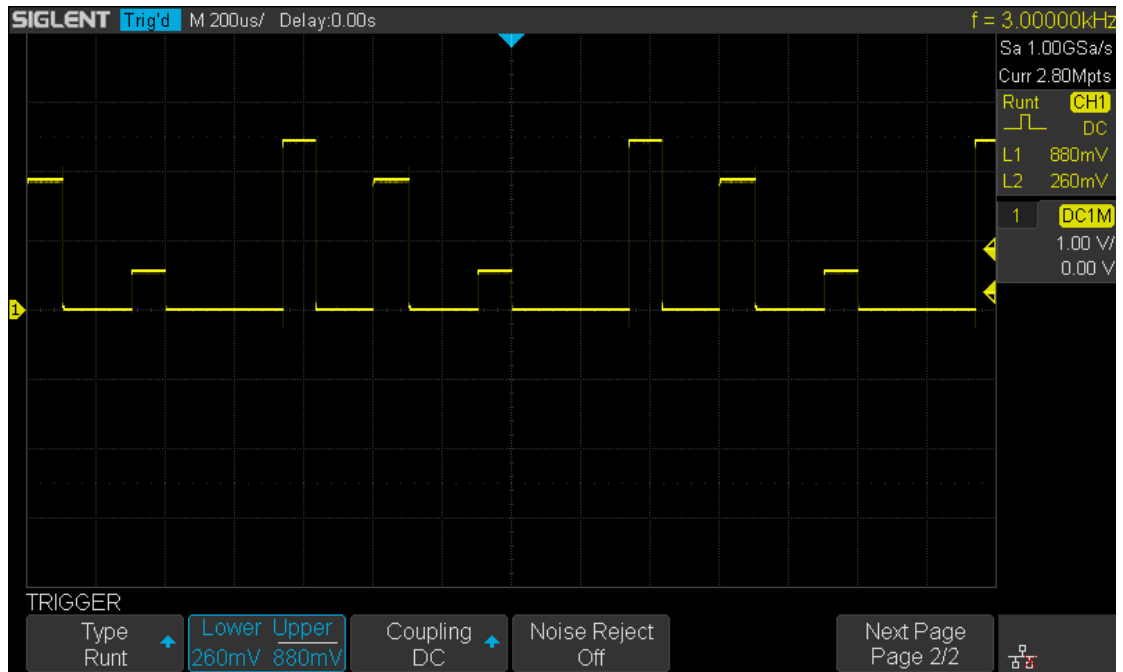 SIGLENT Trig'd M 200us/ Delay:0.00s f = 3.00000kHz
Sa 1.00GSa/s
Curr 2.80Mpts
Runt CH1
DC
L1 880mV
L2 260mV
1 DC1M
1.00 V/
0.00 V
1
TRIGGER
Type
Runt
Lower Upper
260mV 880mV
Coupling
DC
Noise Reject
Off
Next Page
Page 2/2